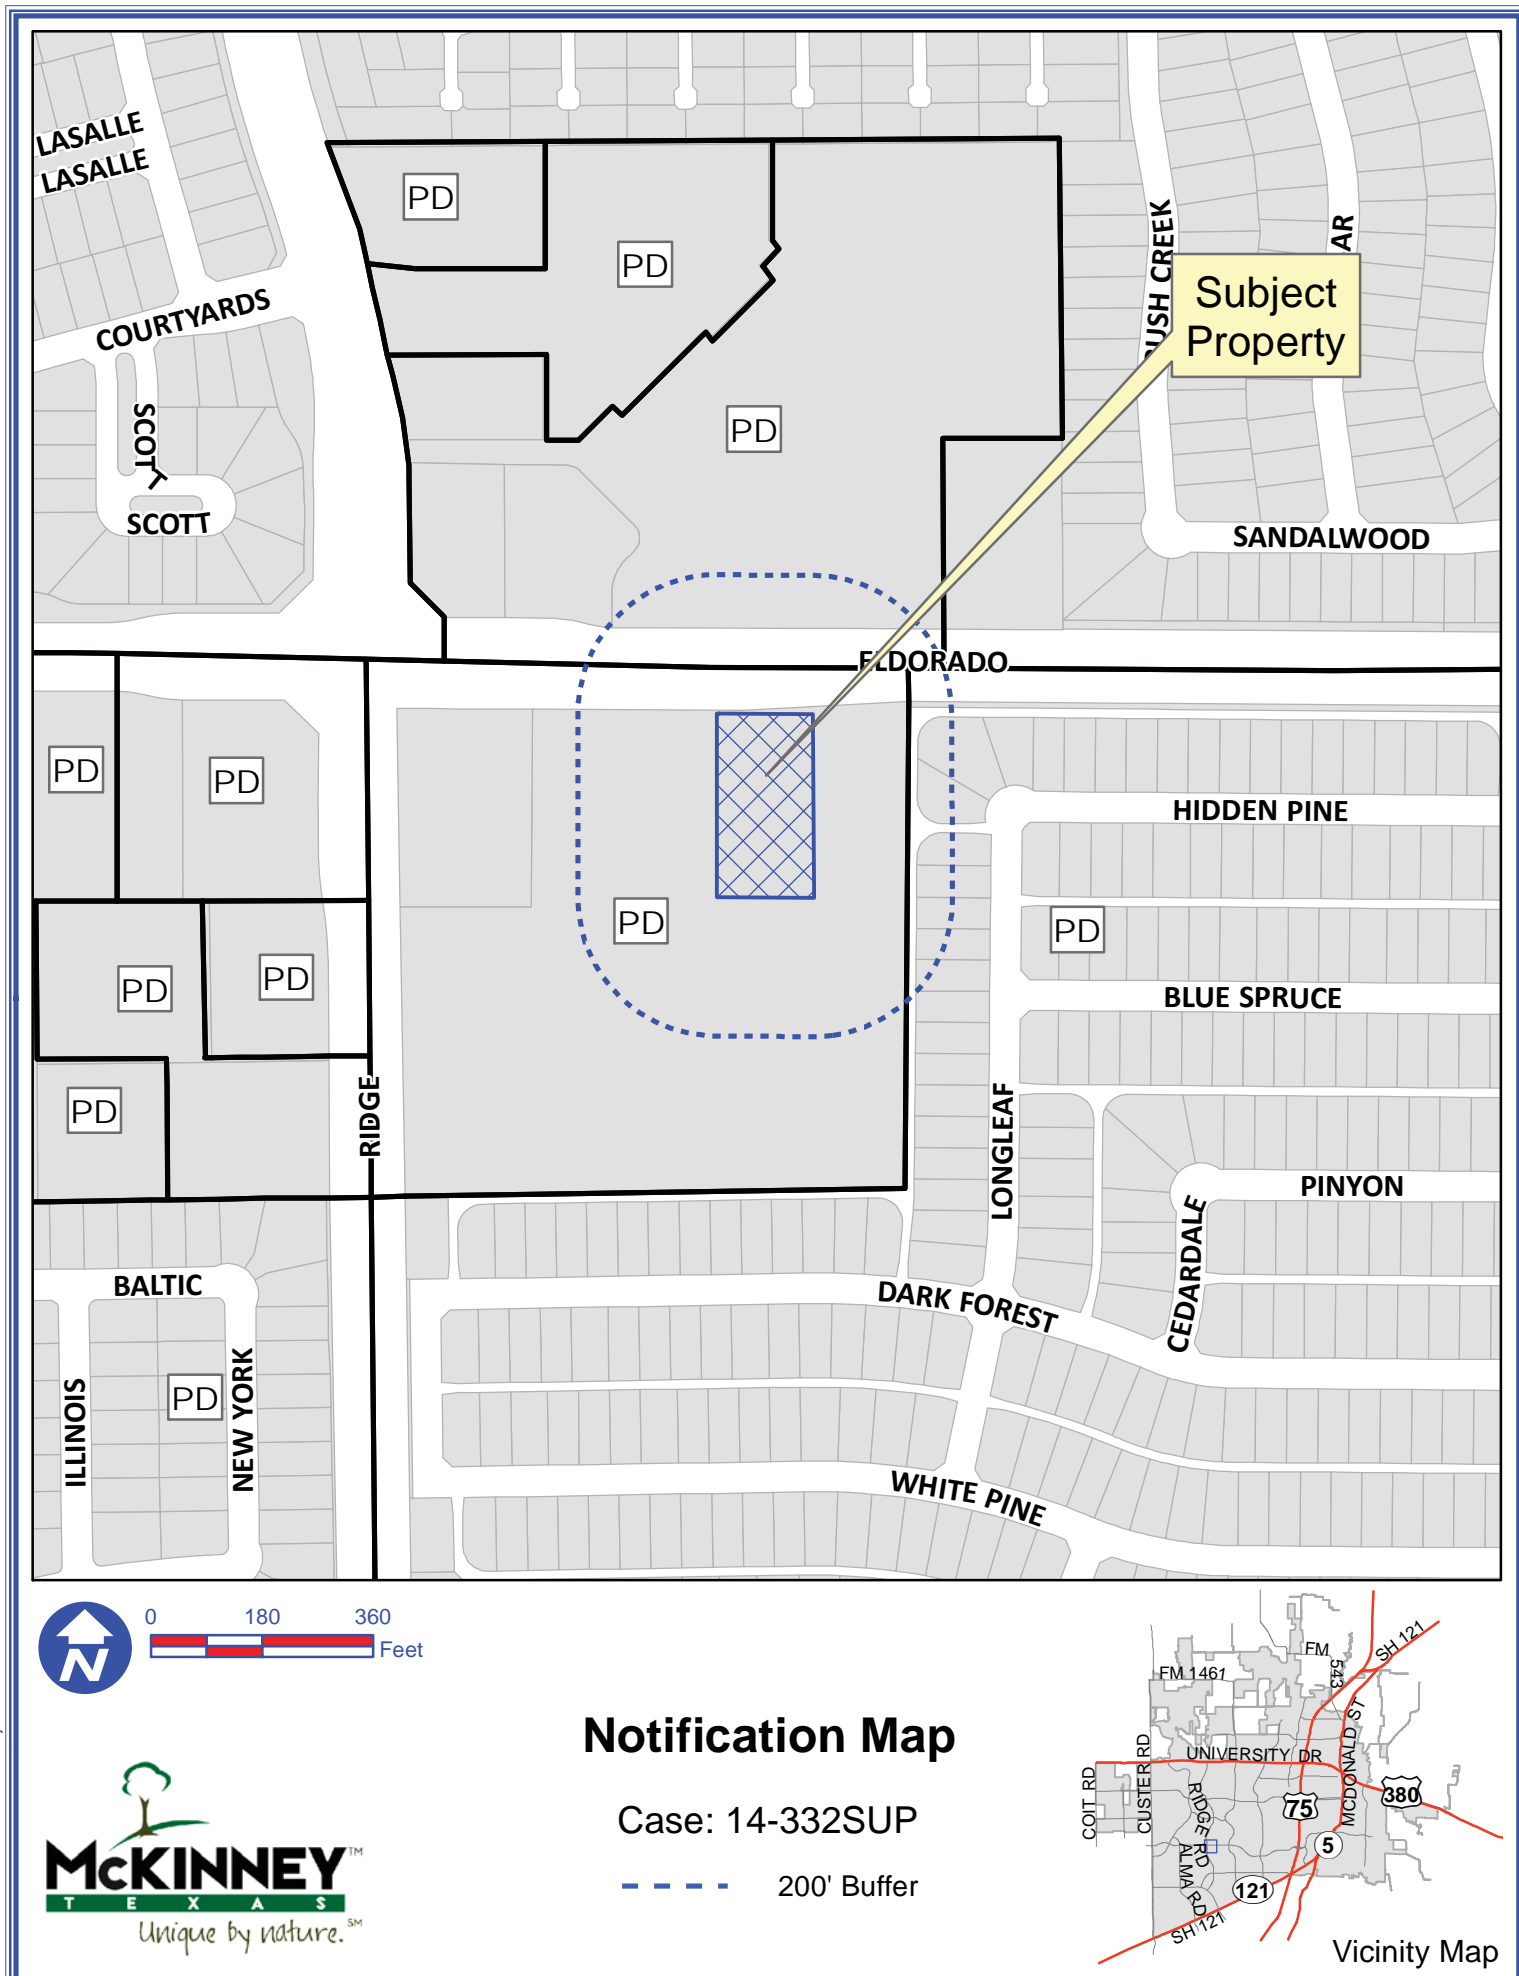 LASALLE
LASALLE
COURTYARDS
SCOTT
SCOTT
PD
PD
PD
USH CREEK
AR
Subject
Property
SANDALWOOD
ELDORADO
PD
PD
PD
PD
PD
PD
PD
HIDDEN PINE
BLUE SPRUCE
LONGLEAF
PINYON
CEDARDALE
RIDGE
DARK FOREST
WHITE PINE
BALTIC
ILLINOIS
PD
NEW YORK
0 180 360
Feet
N
McKINNEY™
TEXAS
Unique by nature.℠
Notification Map
Case: 14-332SUP
200' Buffer
FM 1461
FM
543
SH 121
UNIVERSITY DR
MCDONALD ST
COIT RD
CUSTER RD
RIDGE RD
ALMA RD
75
380
5
121
SH 121
Vicinity Map